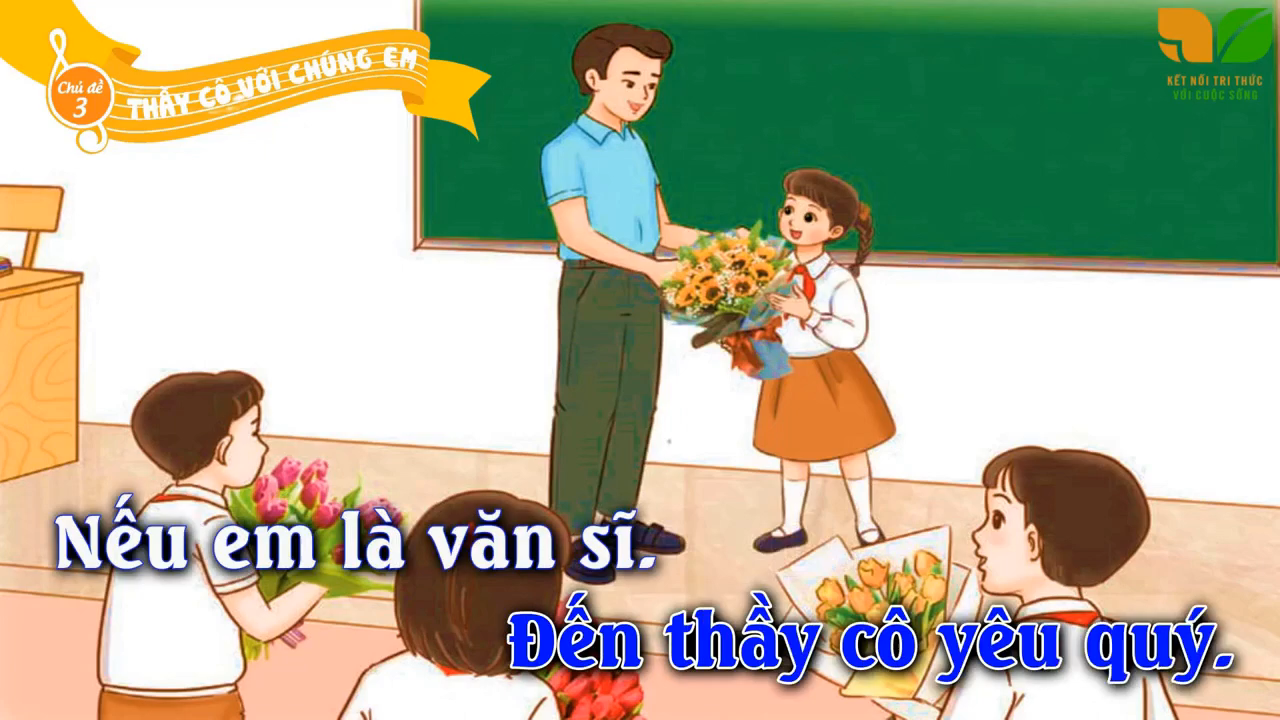 Chủ đề
3
THẦY CÔ VỚI CHÚNG EM
KẾT NỐI TRI THỨC
VỚI CUỘC SỐNG
Nếu em là văn sĩ.
Đến thầy cô yêu quý.